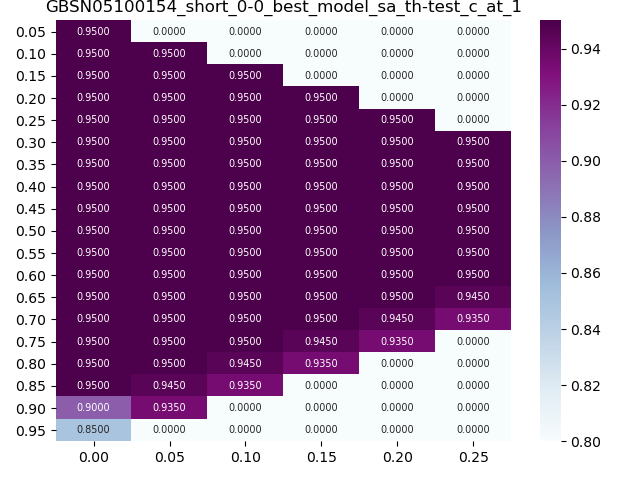 GBSN05100154_short_0-0_best_model_sa_th-test_c_at_1
0.05 0.9500 0.0000 0.0000 0.0000 0.0000 0.0000
0.10 0.9500 0.9500 0.0000 0.0000 0.0000 0.0000
0.15 0.9500 0.9500 0.9500 0.0000 0.0000 0.0000
0.20 0.9500 0.9500 0.9500 0.9500 0.0000 0.0000
0.25 0.9500 0.9500 0.9500 0.9500 0.9500 0.0000
0.30 0.9500 0.9500 0.9500 0.9500 0.9500 0.9500
0.35 0.9500 0.9500 0.9500 0.9500 0.9500 0.9500
0.40 0.9500 0.9500 0.9500 0.9500 0.9500 0.9500
0.45 0.9500 0.9500 0.9500 0.9500 0.9500 0.9500
0.50 0.9500 0.9500 0.9500 0.9500 0.9500 0.9500
0.55 0.9500 0.9500 0.9500 0.9500 0.9500 0.9500
0.60 0.9500 0.9500 0.9500 0.9500 0.9500 0.9500
0.65 0.9500 0.9500 0.9500 0.9500 0.9500 0.9450
0.70 0.9500 0.9500 0.9500 0.9500 0.9450 0.9350
0.75 0.9500 0.9500 0.9500 0.9450 0.9350 0.0000
0.80 0.9500 0.9500 0.9450 0.9350 0.0000 0.0000
0.85 0.9500 0.9450 0.9350 0.0000 0.0000 0.0000
0.90 0.9000 0.9350 0.0000 0.0000 0.0000 0.0000
0.95 0.8500 0.0000 0.0000 0.0000 0.0000 0.0000
0.00 0.05 0.10 0.15 0.20 0.25
0.94
0.92
0.90
0.88
0.86
0.84
0.82
0.80